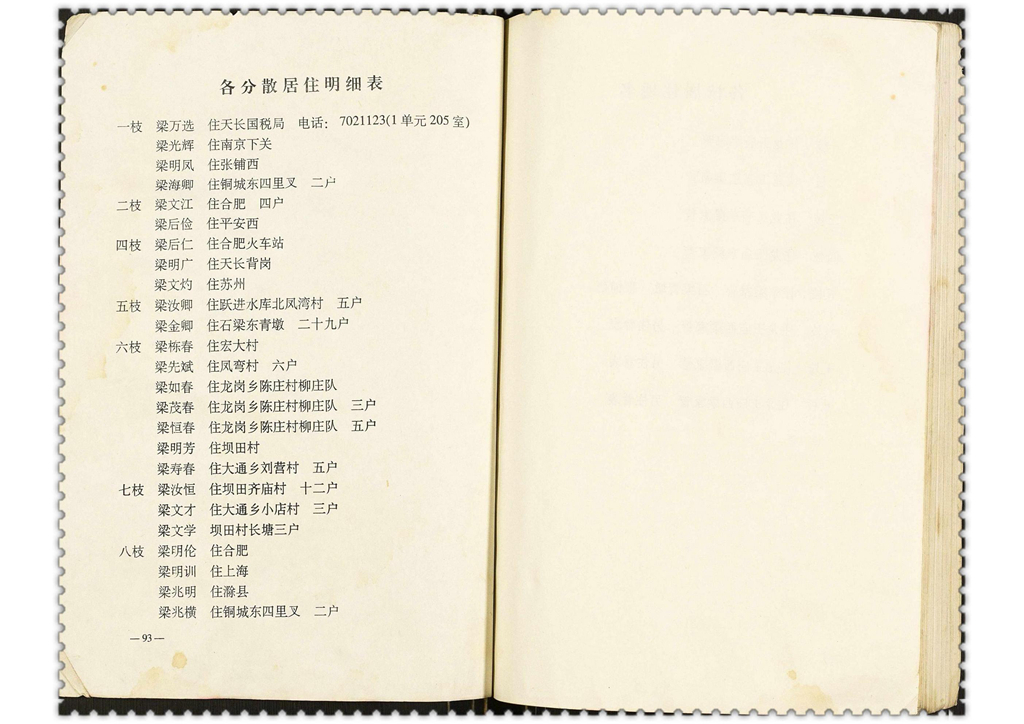 各分散居住明细表
一枝 梁万选 住天长国税局 电话: 7021123(1单元205室)
梁光辉 住南京下关
梁明凤 住张铺西
梁海卿 住铜城东四里叉 二户
二枝 梁文江 住合肥 四户
梁后俭 住平安西
四枝 梁后仁 住合肥火车站
梁明广 住天长背岗
梁文灼 住苏州
五枝 梁汝卿 住跃进水库北凤湾村 五户
梁金卿 住石梁东青墩 二十九户
六枝 梁栋春 住宏大村
梁先斌 住凤弯村 六户
梁如春 住龙岗乡陈庄村柳庄队
梁茂春 住龙岗乡陈庄村柳庄队 三户
梁恒春 住龙岗乡陈庄村柳庄队 五户
梁明芳 住坝田村
梁寿春 住大通乡刘营村 五户
七枝 梁汝恒 住坝田齐庙村 十二户
梁文才 住大通乡小店村 三户
梁文学 坝田村长塘三户
八枝 梁明伦 住合肥
梁明训 住上海
梁兆明 住滁县
梁兆横 住铜城东四里叉 二户
—93—